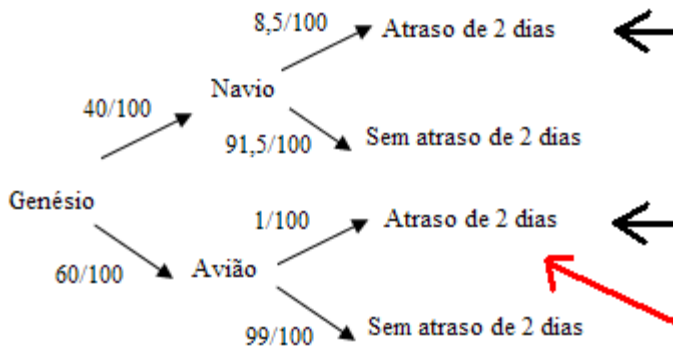 8,5/100
Atraso de 2 dias
Navio
40/100
91,5/100
Sem atraso de 2 dias
Genésio
1/100
Atraso de 2 dias
60/100
Avião
99/100
Sem atraso de 2 dias